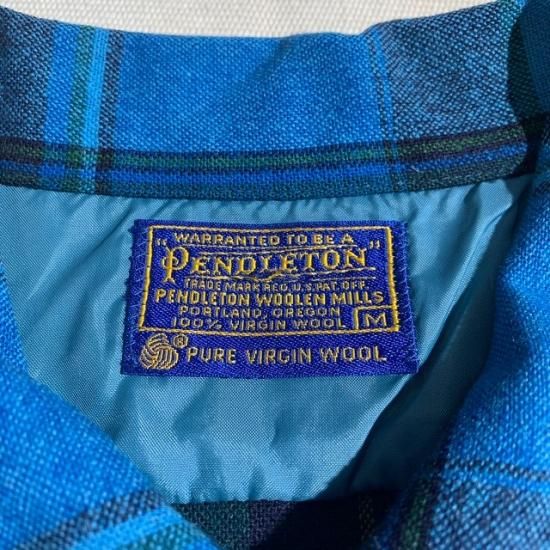 "WARRANTED TO BE A
PENDLETON"
TRADE MARK REG. U.S. PAT. OFF.
PENDLETON WOOLEN MILLS
PORTLAND, OREGON
100% VIRGIN WOOL M
® PURE VIRGIN WOOL